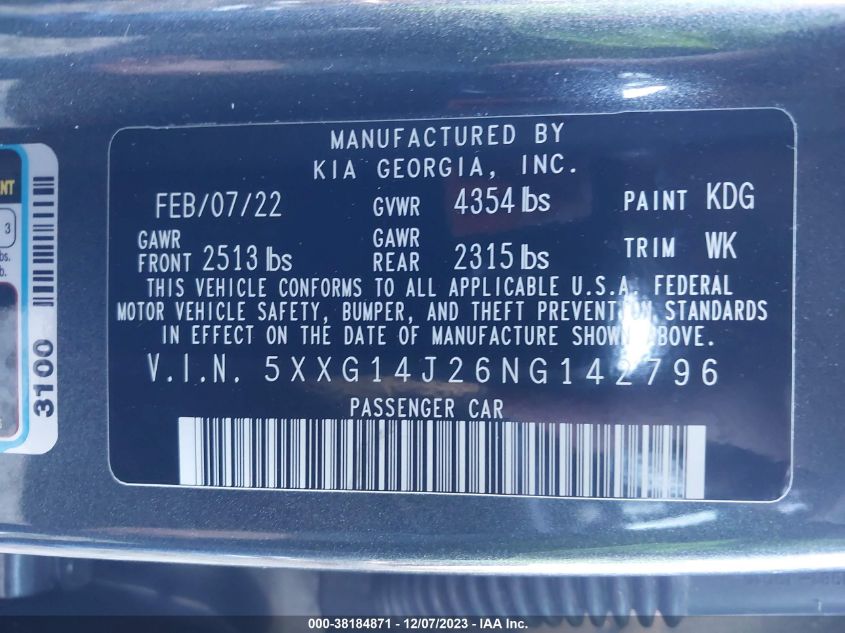 MANUFACTURED BY
KIA GEORGIA, INC.
FEB/07/22 GVWR 4354 lbs PAINT KDG
GAWR FRONT 2513 lbs GAWR REAR 2315 lbs TRIM WK
THIS VEHICLE CONFORMS TO ALL APPLICABLE U.S.A. FEDERAL
MOTOR VEHICLE SAFETY, BUMPER, AND THEFT PREVENTION STANDARDS
IN EFFECT ON THE DATE OF MANUFACTURE SHOWN ABOVE.
V.I.N. 5XXG14J26NG142796
PASSENGER CAR
3100
3
000-38184871 - 12/07/2023 - IAA Inc.